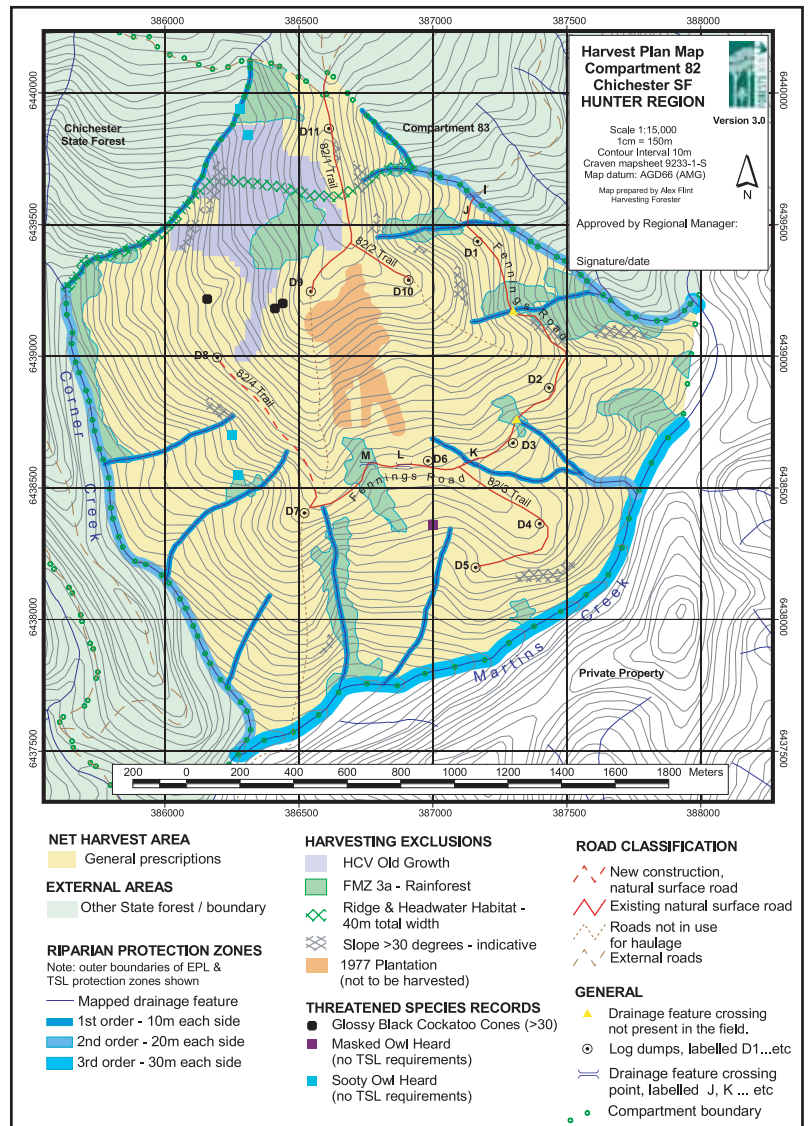 386000 386500 387000 387500 388000
Harvest Plan Map
Compartment 82
Chichester SF
HUNTER REGION
Version 3.0
Scale 1:15,000
1cm = 150m
Contour Interval 10m
Craven mapsheet 9233-1-S
Map datum: AGD66 (AMG)
Map prepared by Alex Flint
Harvesting Forester
N
Approved by Regional Manager:
Signature/date
6440000
6440000
Chichester
State Forest
D11
Compartment 83
82/1 Trail
I
J
6439500
6439500
D1
Fennings Road
82/2 Trail
D9
D10
6439000
6439000
D8
D2
82/4 Trail
D3
M L D6 K
Fennings Road
6438500
6438500
Corner Creek
82/3 Trail
D7
D4
D5
6438000
6438000
Martins Creek
Private Property
6437500
6437500
200 0 200 400 600 800 1000 1200 1400 1600 1800 Meters
386000 386500 387000 387500 388000
NET HARVEST AREA
General prescriptions
EXTERNAL AREAS
Other State forest / boundary
RIPARIAN PROTECTION ZONES
Note: outer boundaries of EPL &
TSL protection zones shown
Mapped drainage feature
1st order - 10m each side
2nd order - 20m each side
3rd order - 30m each side
HARVESTING EXCLUSIONS
HCV Old Growth
FMZ 3a - Rainforest
Ridge & Headwater Habitat -
40m total width
Slope >30 degrees - indicative
1977 Plantation
(not to be harvested)
THREATENED SPECIES RECORDS
Glossy Black Cockatoo Cones (>30)
Masked Owl Heard
(no TSL requirements)
Sooty Owl Heard
(no TSL requirements)
ROAD CLASSIFICATION
New construction,
natural surface road
Existing natural surface road
Roads not in use
for haulage
External roads
GENERAL
Drainage feature crossing
not present in the field.
Log dumps, labelled D1...etc
Drainage feature crossing
point, labelled J, K ... etc
Compartment boundary